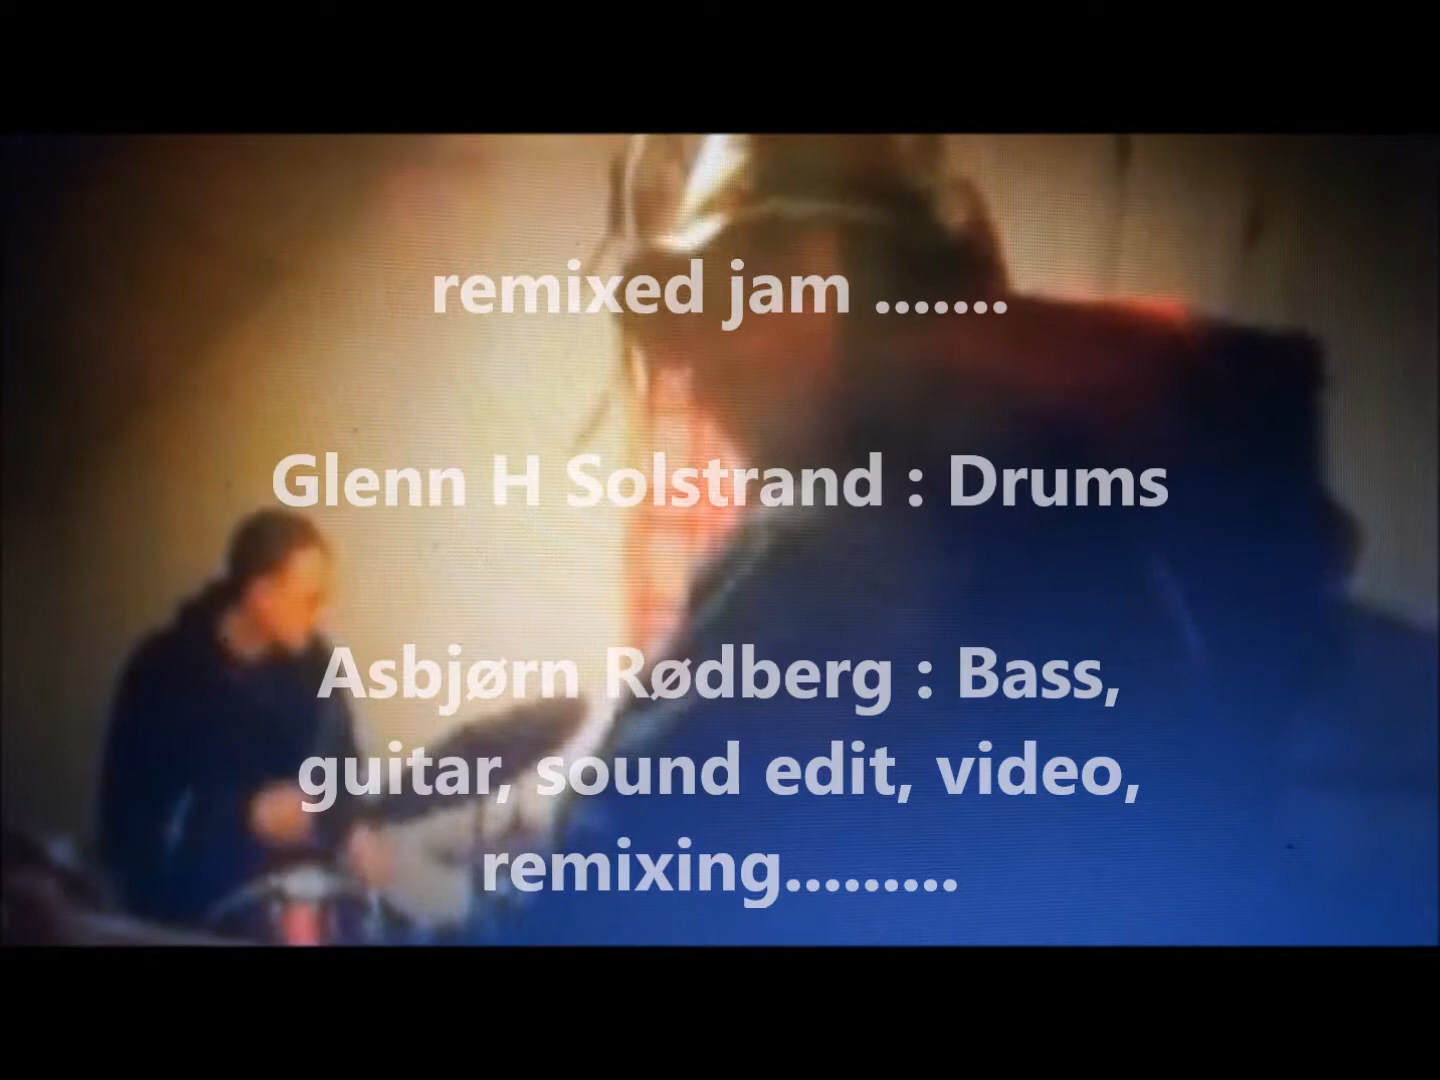 remixed jam .......
Glenn H Solstrand : Drums
Asbjørn Rødberg : Bass,
guitar, sound edit, video,
remixing.........